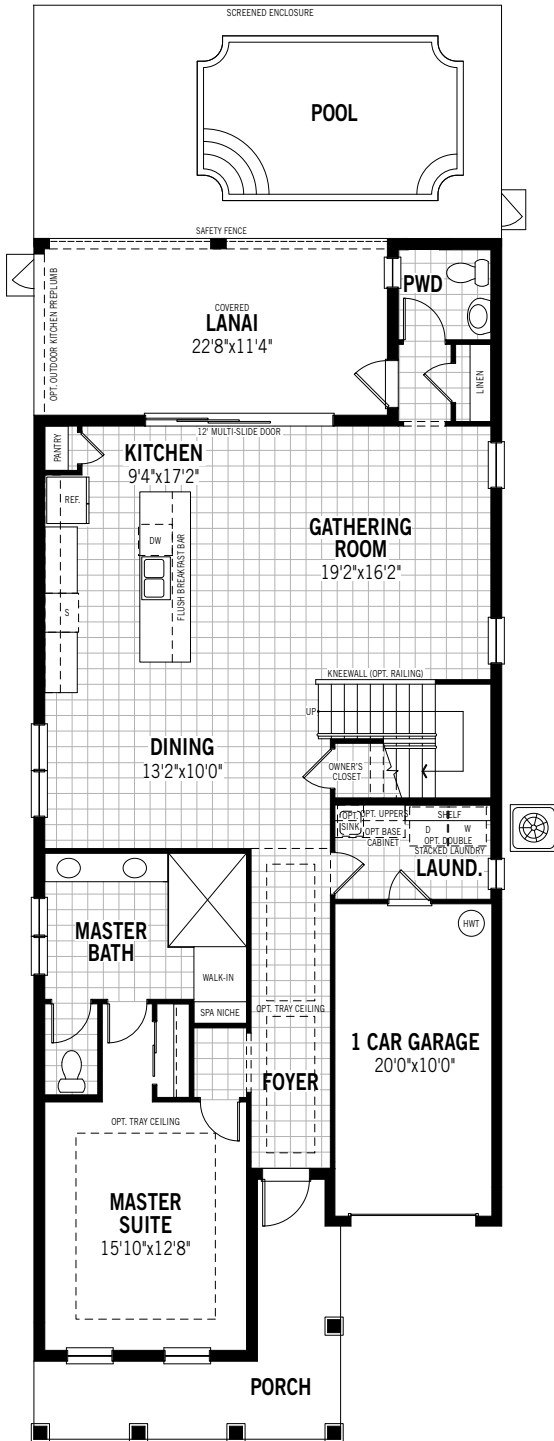 SCREENED ENCLOSURE
POOL
SAFETY FENCE
OPT. OUTDOOR KITCHEN PREPLUMB
COVERED
LANAI
22'8"x11'4"
PWD
LINEN
12' MULTI-SLIDE DOOR
PANTRY
KITCHEN
9'4"x17'2"
REF.
DW
FLUSH BREAKFAST BAR
S
GATHERING
ROOM
19'2"x16'2"
KNEEWALL (OPT. RAILING)
UP
DINING
13'2"x10'0"
OWNER'S
CLOSET
OPT.
SINK
OPT. UPPERS
OPT BASE
CABINET
SHELF
D W
OPT. DOUBLE
STACKED LAUNDRY
LAUND.
MASTER
BATH
WALK-IN
SPA NICHE
HWT
OPT. TRAY CEILING
1 CAR GARAGE
20'0"x10'0"
FOYER
OPT. TRAY CEILING
MASTER
SUITE
15'10"x12'8"
PORCH